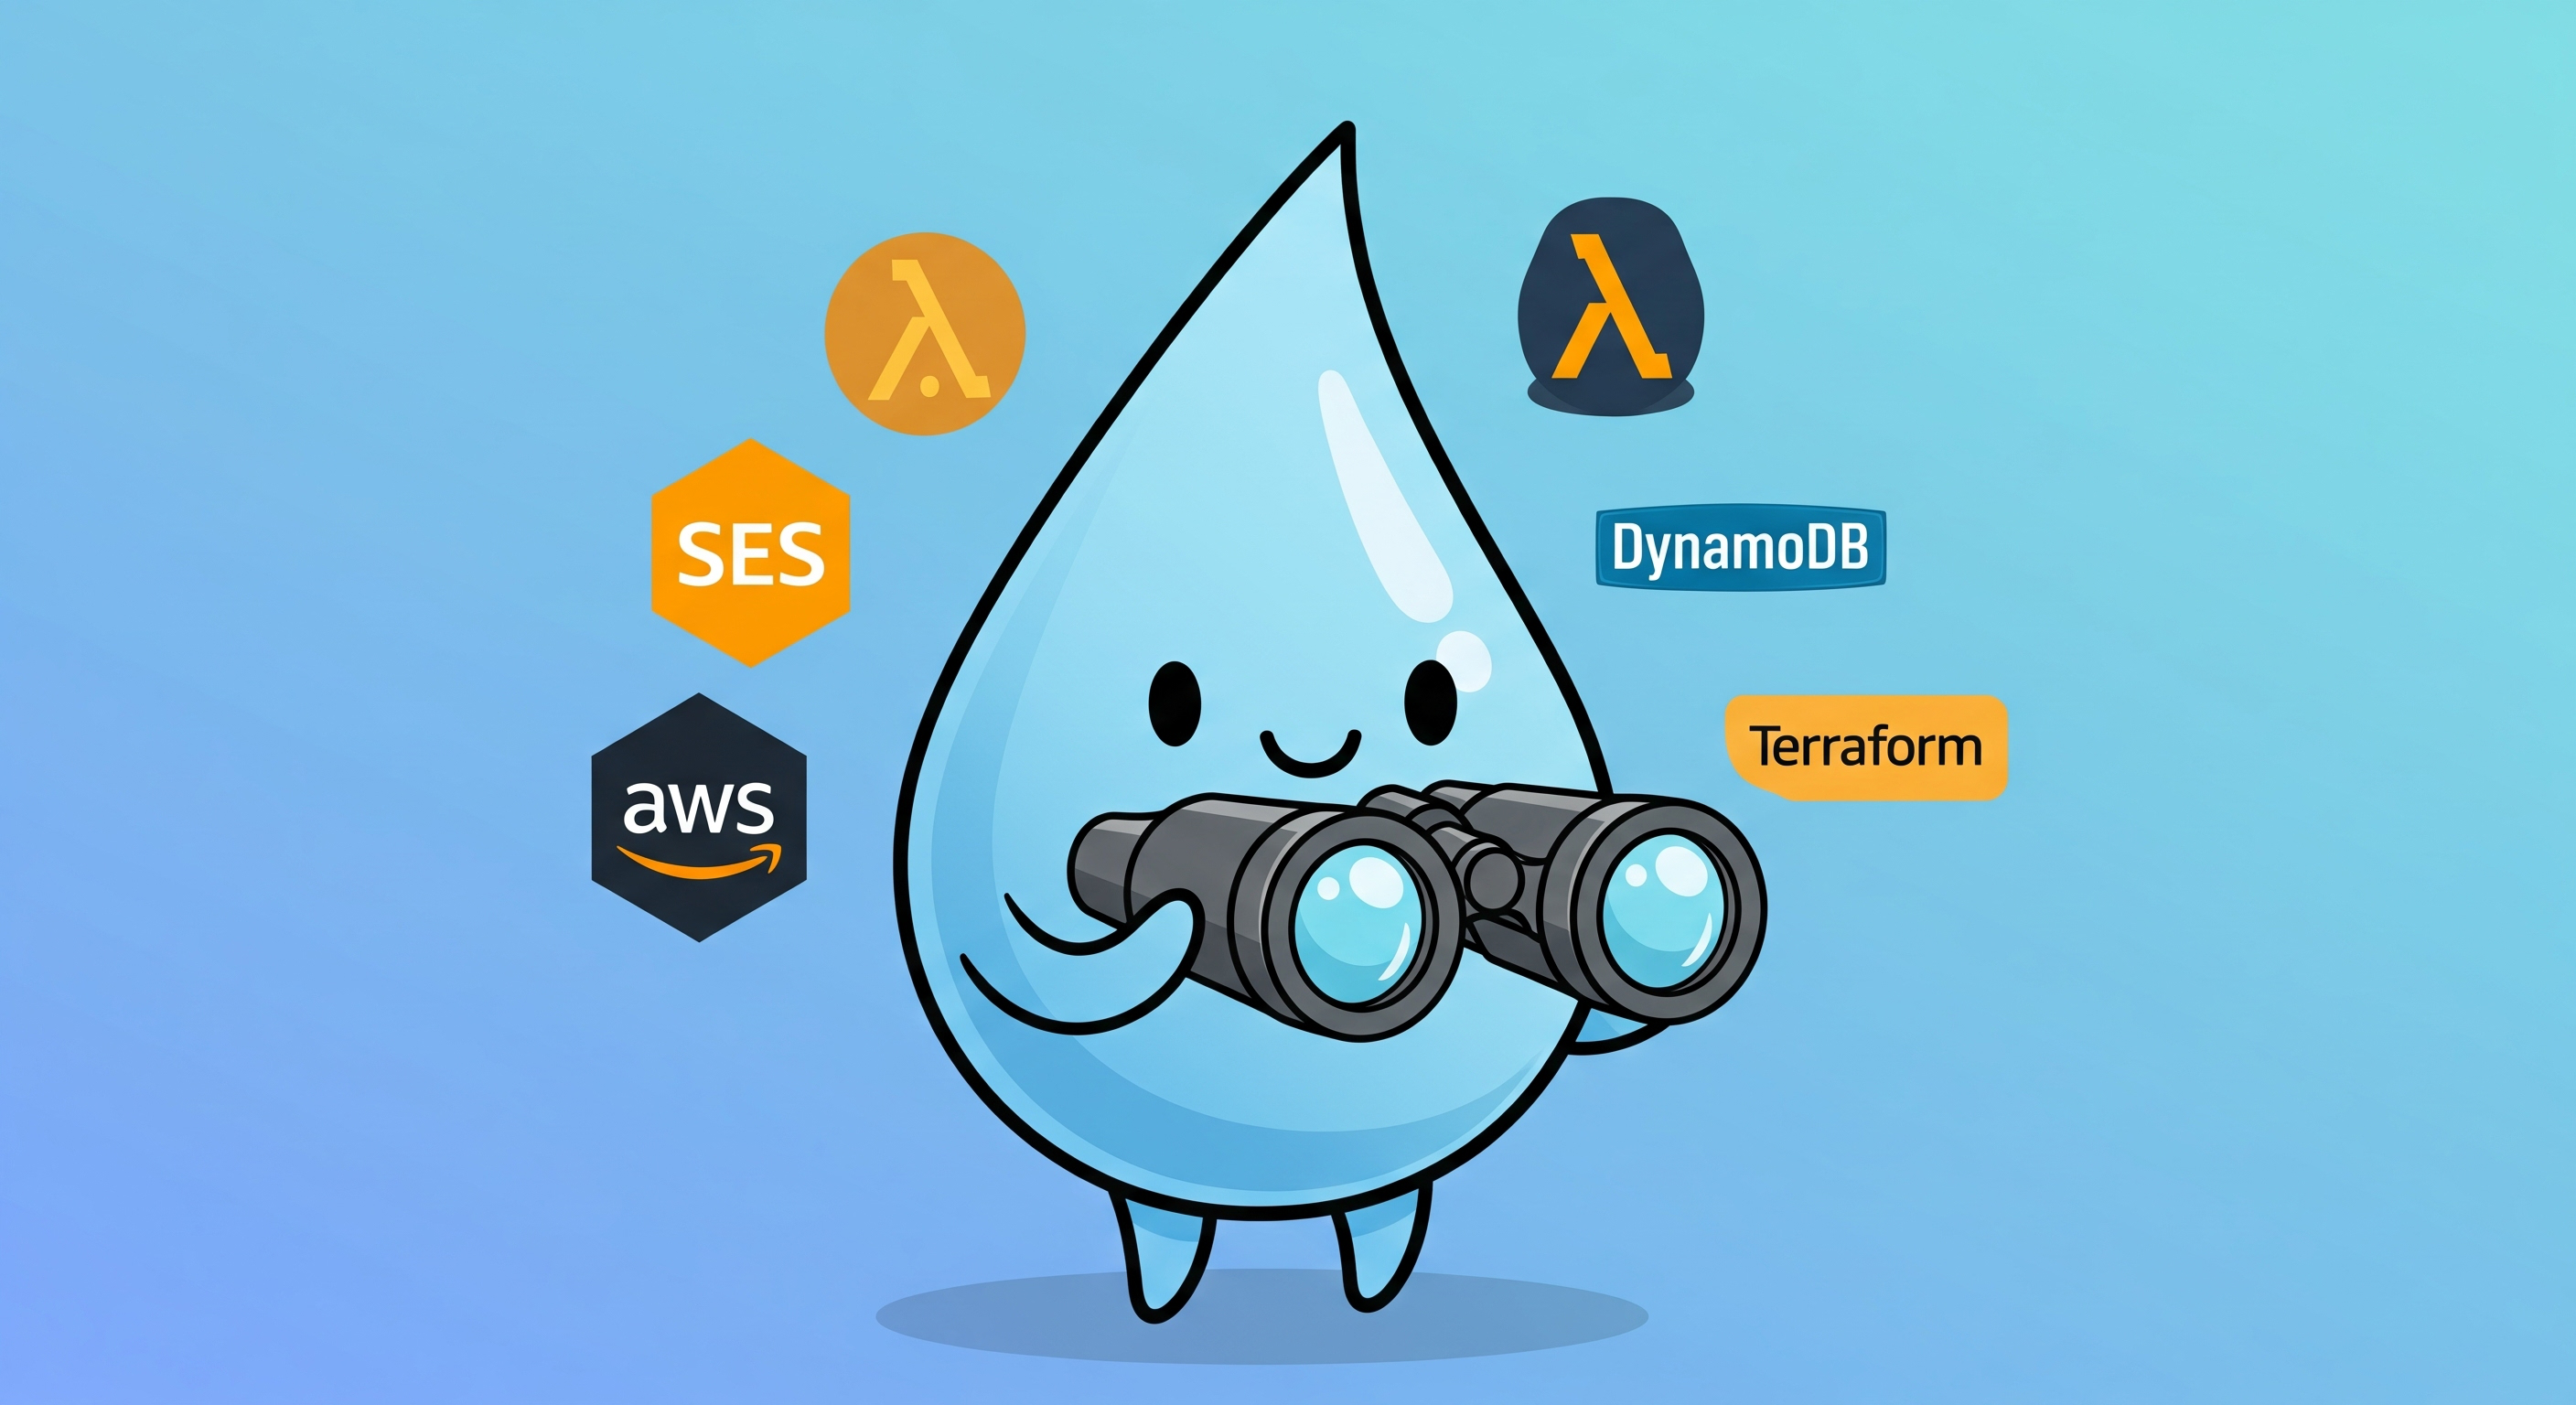 λ
λ
SES
DynamoDB
Terraform
aws